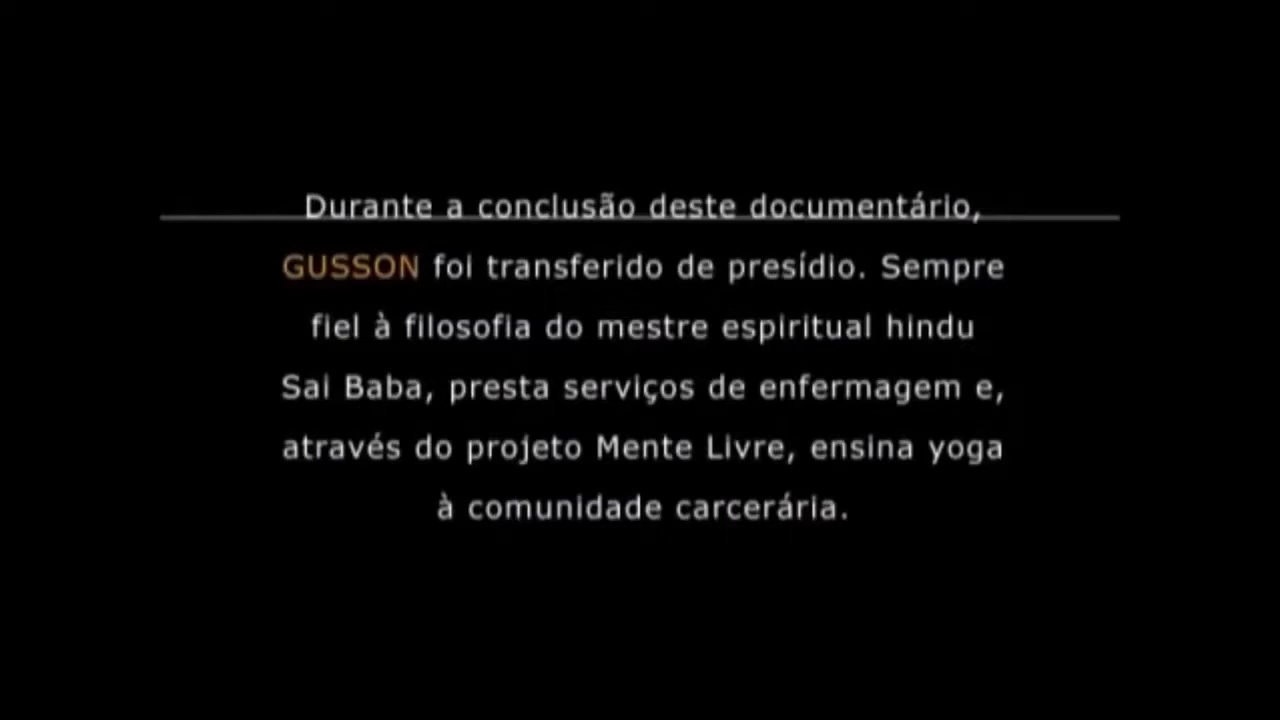 Durante a conclusão deste documentário,
GUSSON foi transferido de presídio. Sempre
fiel à filosofia do mestre espiritual hindu
Sai Baba, presta serviços de enfermagem e,
através do projeto Mente Livre, ensina yoga
à comunidade carcerária.